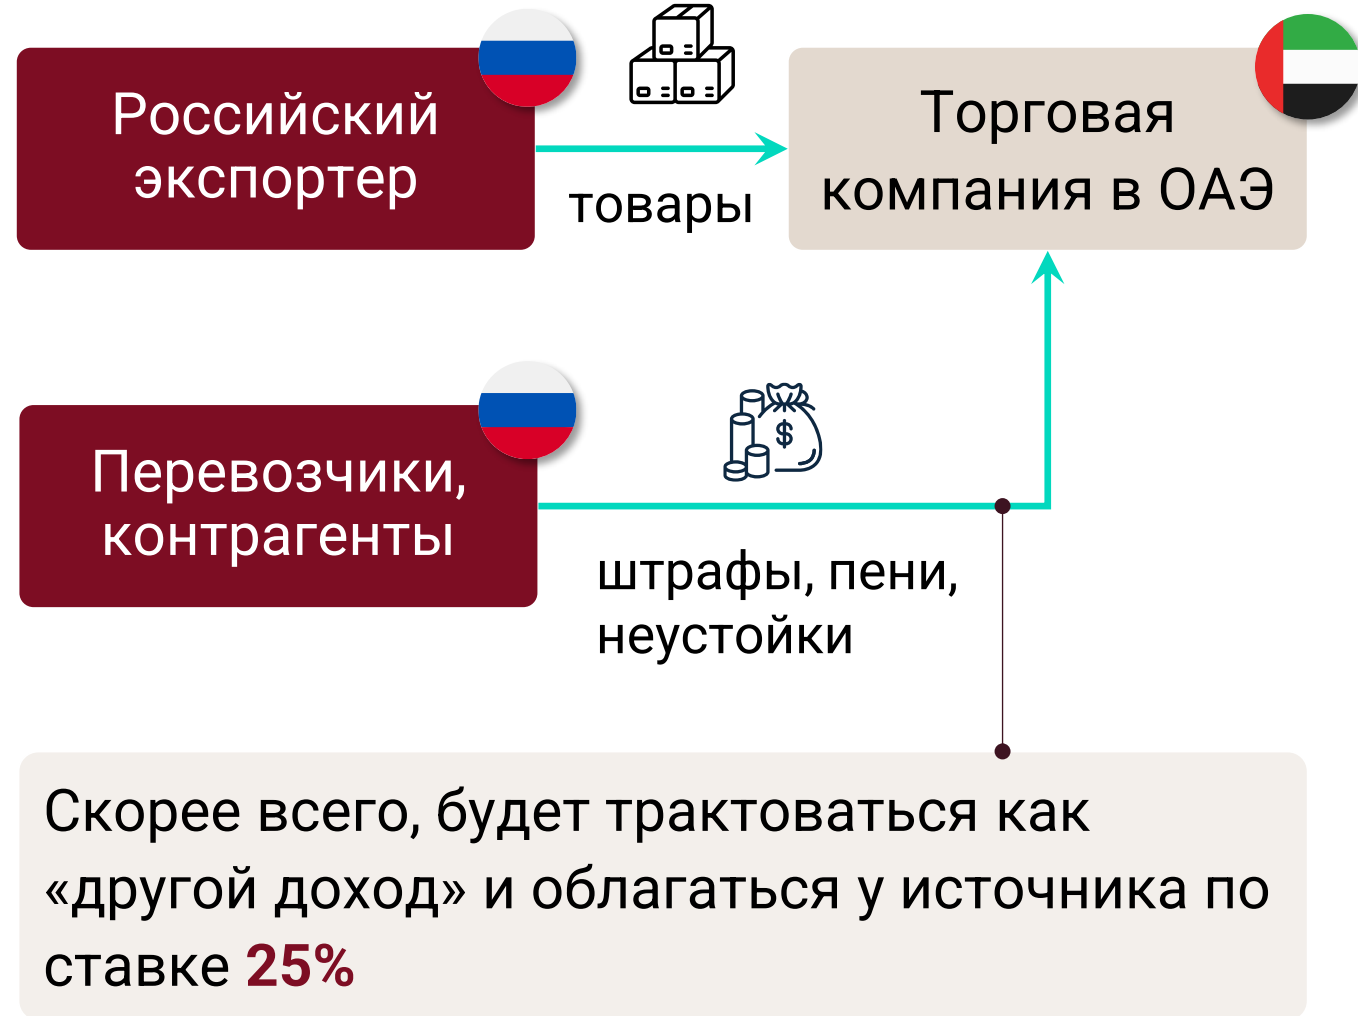 Российский
экспортер
товары
Торговая
компания в ОАЭ
Перевозчики,
контрагенты
$
штрафы, пени,
неустойки
Скорее всего, будет трактоваться как
«другой доход» и облагаться у источника по
ставке 25%